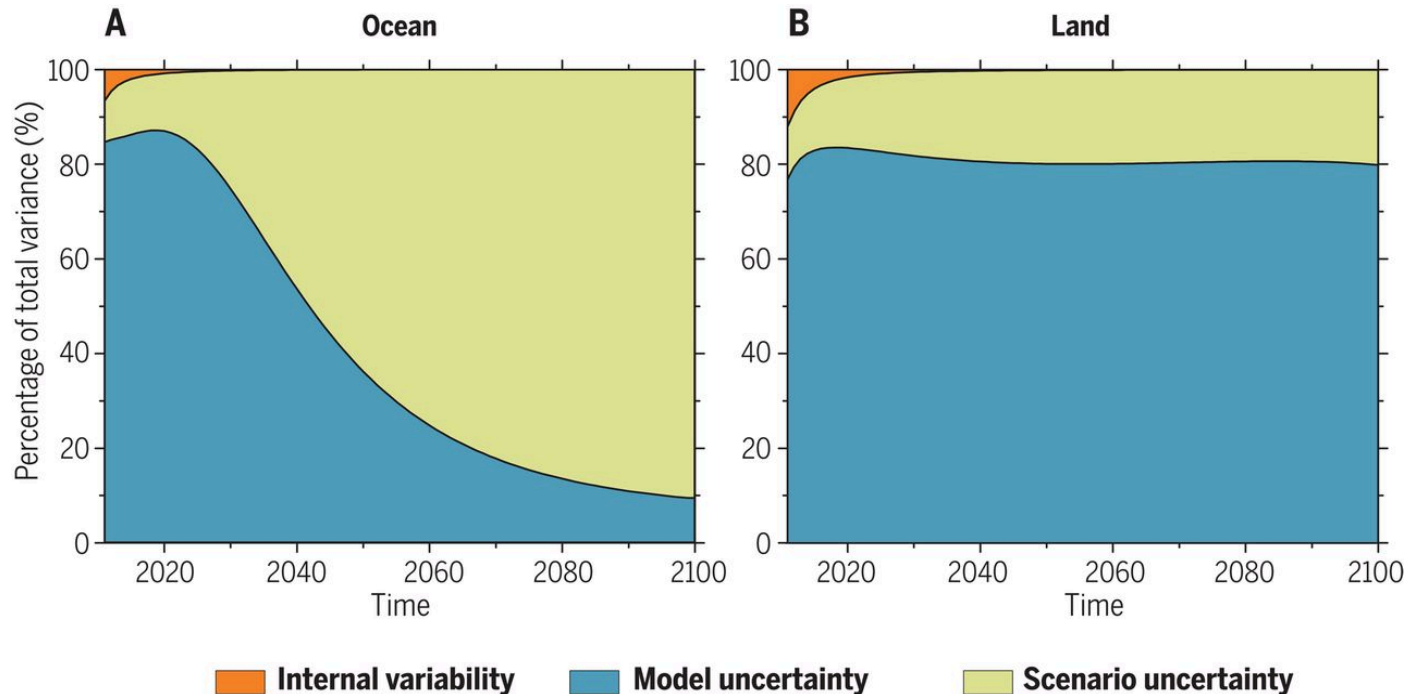 A Ocean
B Land
Percentage of total variance (%)
100
80
60
40
20
0
2020 2040 2060 2080 2100
Time
100
80
60
40
20
0
2020 2040 2060 2080 2100
Time
Internal variability Model uncertainty Scenario uncertainty